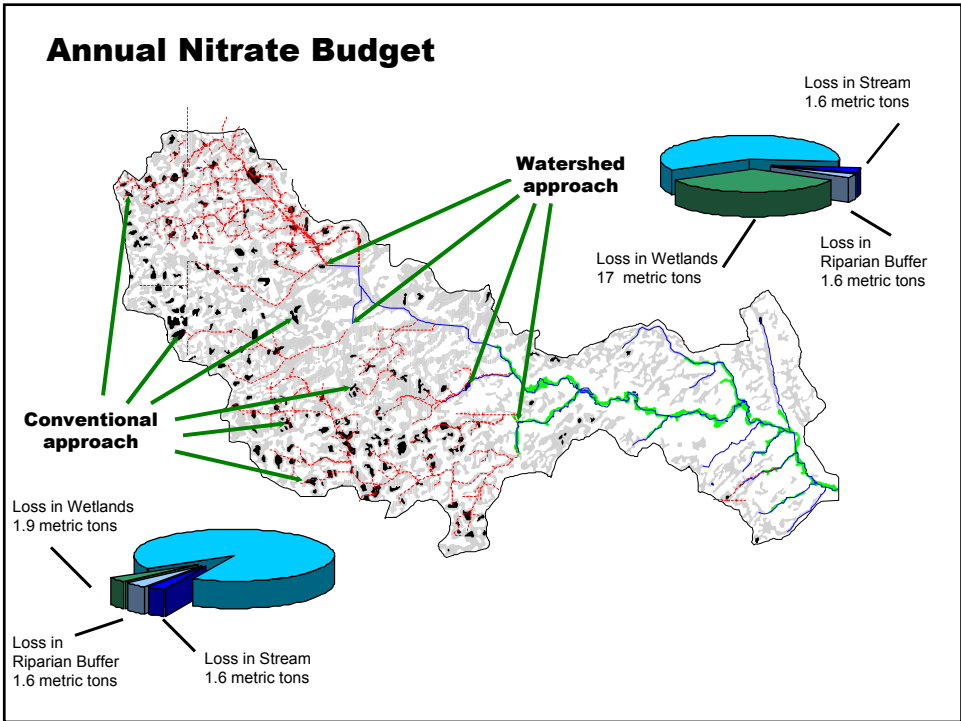 Annual Nitrate Budget
Loss in Stream
1.6 metric tons
Watershed
approach
Loss in Wetlands
17 metric tons
Loss in
Riparian Buffer
1.6 metric tons
Conventional
approach
Loss in Wetlands
1.9 metric tons
Loss in
Riparian Buffer
1.6 metric tons
Loss in Stream
1.6 metric tons